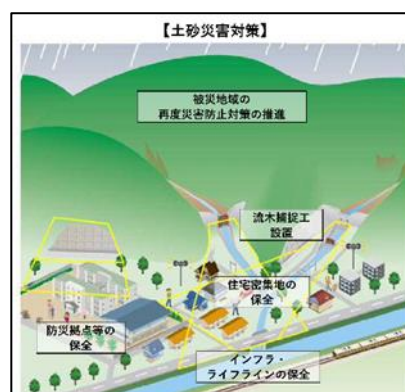 【土砂災害対策】
被災地域の
再度災害防止対策の推進
流木捕捉工
設置
住宅密集地の
保全
防災拠点等の
保全
インフラ・
ライフラインの保全